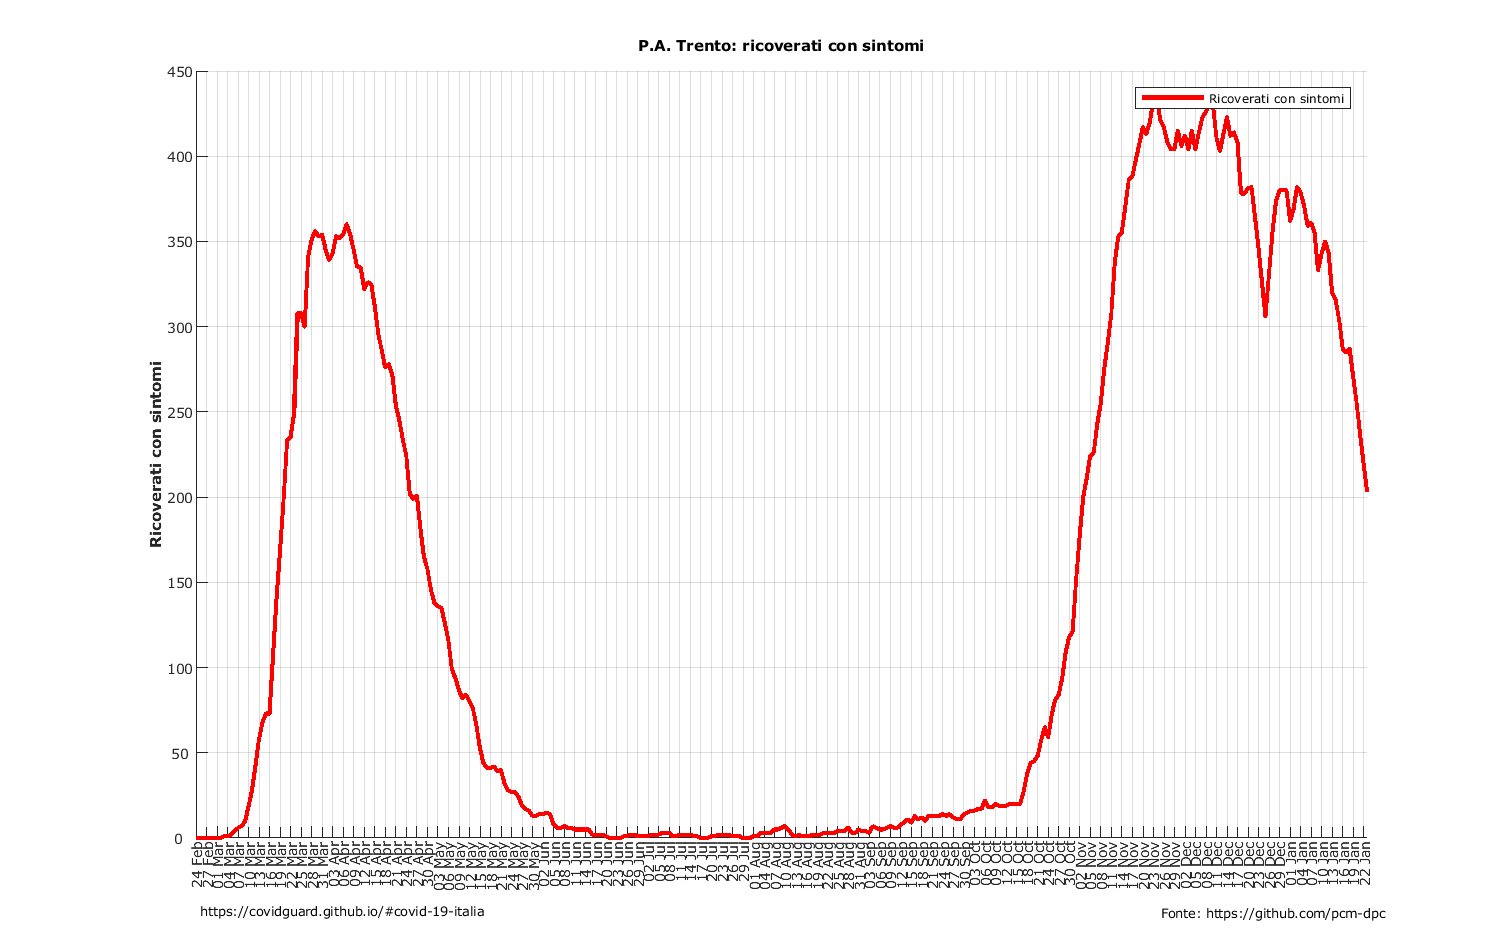 P.A. Trento: ricoverati con sintomi
Ricoverati con sintomi
450
400
350
300
250
200
150
100
50
0
Ricoverati con sintomi
24 Feb
27 Feb
01 Mar
04 Mar
07 Mar
10 Mar
13 Mar
16 Mar
19 Mar
22 Mar
25 Mar
28 Mar
31 Mar
03 Apr
06 Apr
09 Apr
12 Apr
15 Apr
18 Apr
21 Apr
24 Apr
27 Apr
30 Apr
03 May
06 May
09 May
12 May
15 May
18 May
21 May
24 May
27 May
30 May
02 Jun
05 Jun
08 Jun
11 Jun
14 Jun
17 Jun
20 Jun
23 Jun
26 Jun
29 Jun
02 Jul
05 Jul
08 Jul
11 Jul
14 Jul
17 Jul
20 Jul
23 Jul
26 Jul
29 Jul
01 Aug
04 Aug
07 Aug
10 Aug
13 Aug
16 Aug
19 Aug
22 Aug
25 Aug
28 Aug
31 Aug
03 Sep
06 Sep
09 Sep
12 Sep
15 Sep
18 Sep
21 Sep
24 Sep
27 Sep
30 Sep
03 Oct
06 Oct
09 Oct
12 Oct
15 Oct
18 Oct
21 Oct
24 Oct
27 Oct
30 Oct
02 Nov
05 Nov
08 Nov
11 Nov
14 Nov
17 Nov
20 Nov
23 Nov
26 Nov
29 Nov
02 Dec
05 Dec
08 Dec
11 Dec
14 Dec
17 Dec
20 Dec
23 Dec
26 Dec
29 Dec
01 Jan
04 Jan
07 Jan
10 Jan
13 Jan
16 Jan
19 Jan
22 Jan
https://covidguard.github.io/#covid-19-italia
Fonte: https://github.com/pcm-dpc